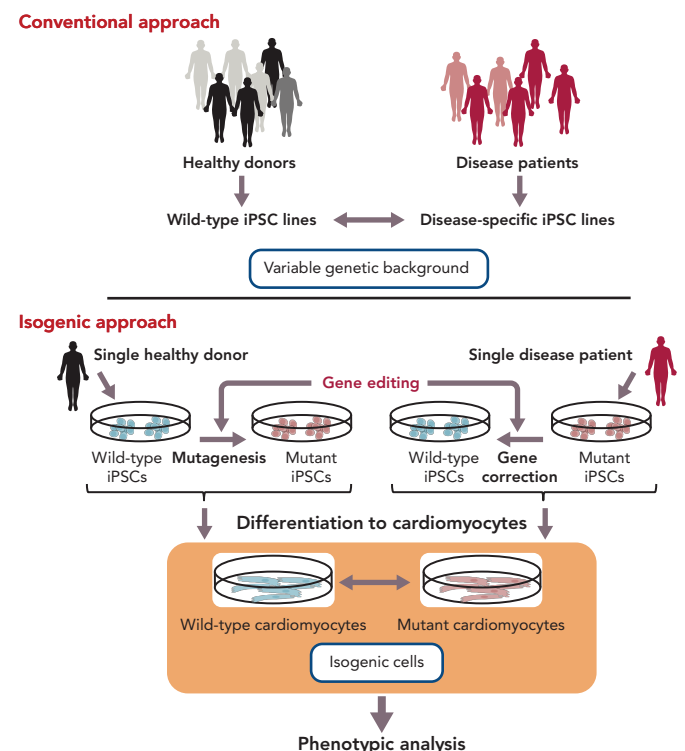 Conventional approach
Healthy donors
Disease patients
Wild-type iPSC lines
Disease-specific iPSC lines
Variable genetic background
Isogenic approach
Single healthy donor
Single disease patient
Gene editing
Wild-type
iPSCs
Mutagenesis
Mutant
iPSCs
Wild-type
iPSCs
Gene
correction
Mutant
iPSCs
Differentiation to cardiomyocytes
Wild-type cardiomyocytes
Mutant cardiomyocytes
Isogenic cells
Phenotypic analysis